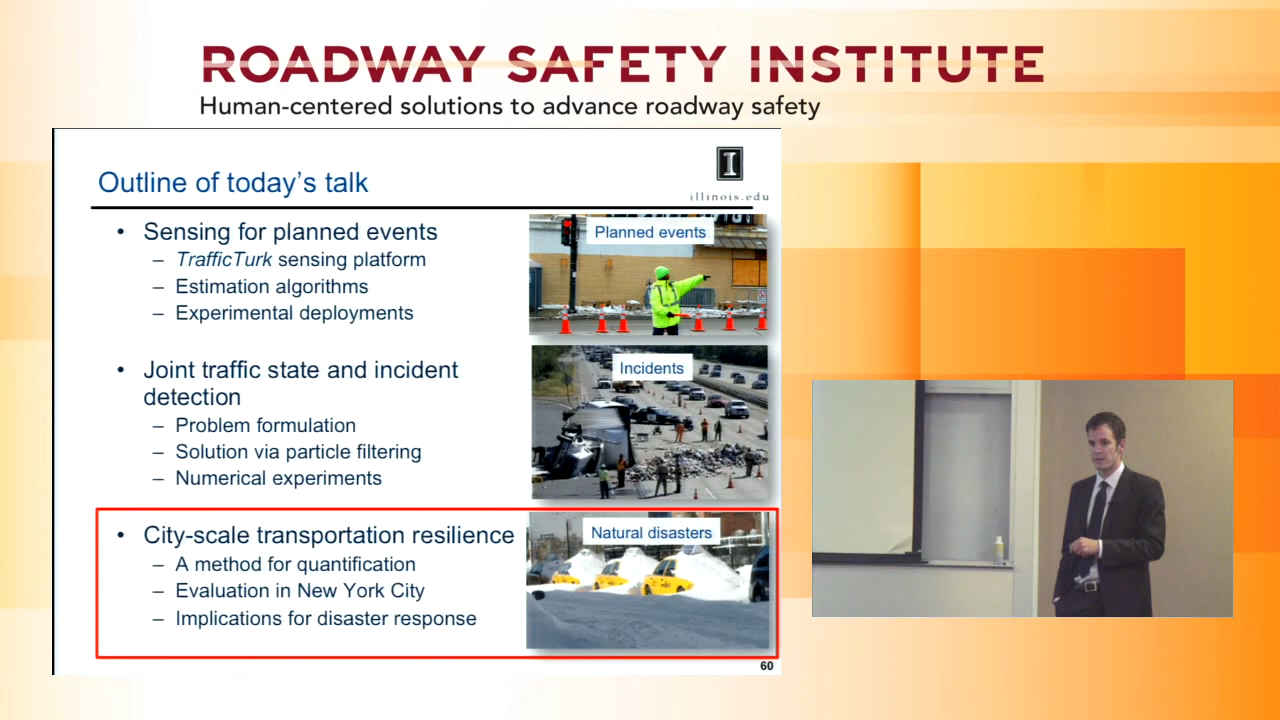 ROADWAY SAFETY INSTITUTE
Human-centered solutions to advance roadway safety
Outline of today's talk
I
illinois.edu
• Sensing for planned events
– TrafficTurk sensing platform
– Estimation algorithms
– Experimental deployments
Planned events
• Joint traffic state and incident
detection
– Problem formulation
– Solution via particle filtering
– Numerical experiments
Incidents
• City-scale transportation resilience
– A method for quantification
– Evaluation in New York City
– Implications for disaster response
Natural disasters
60